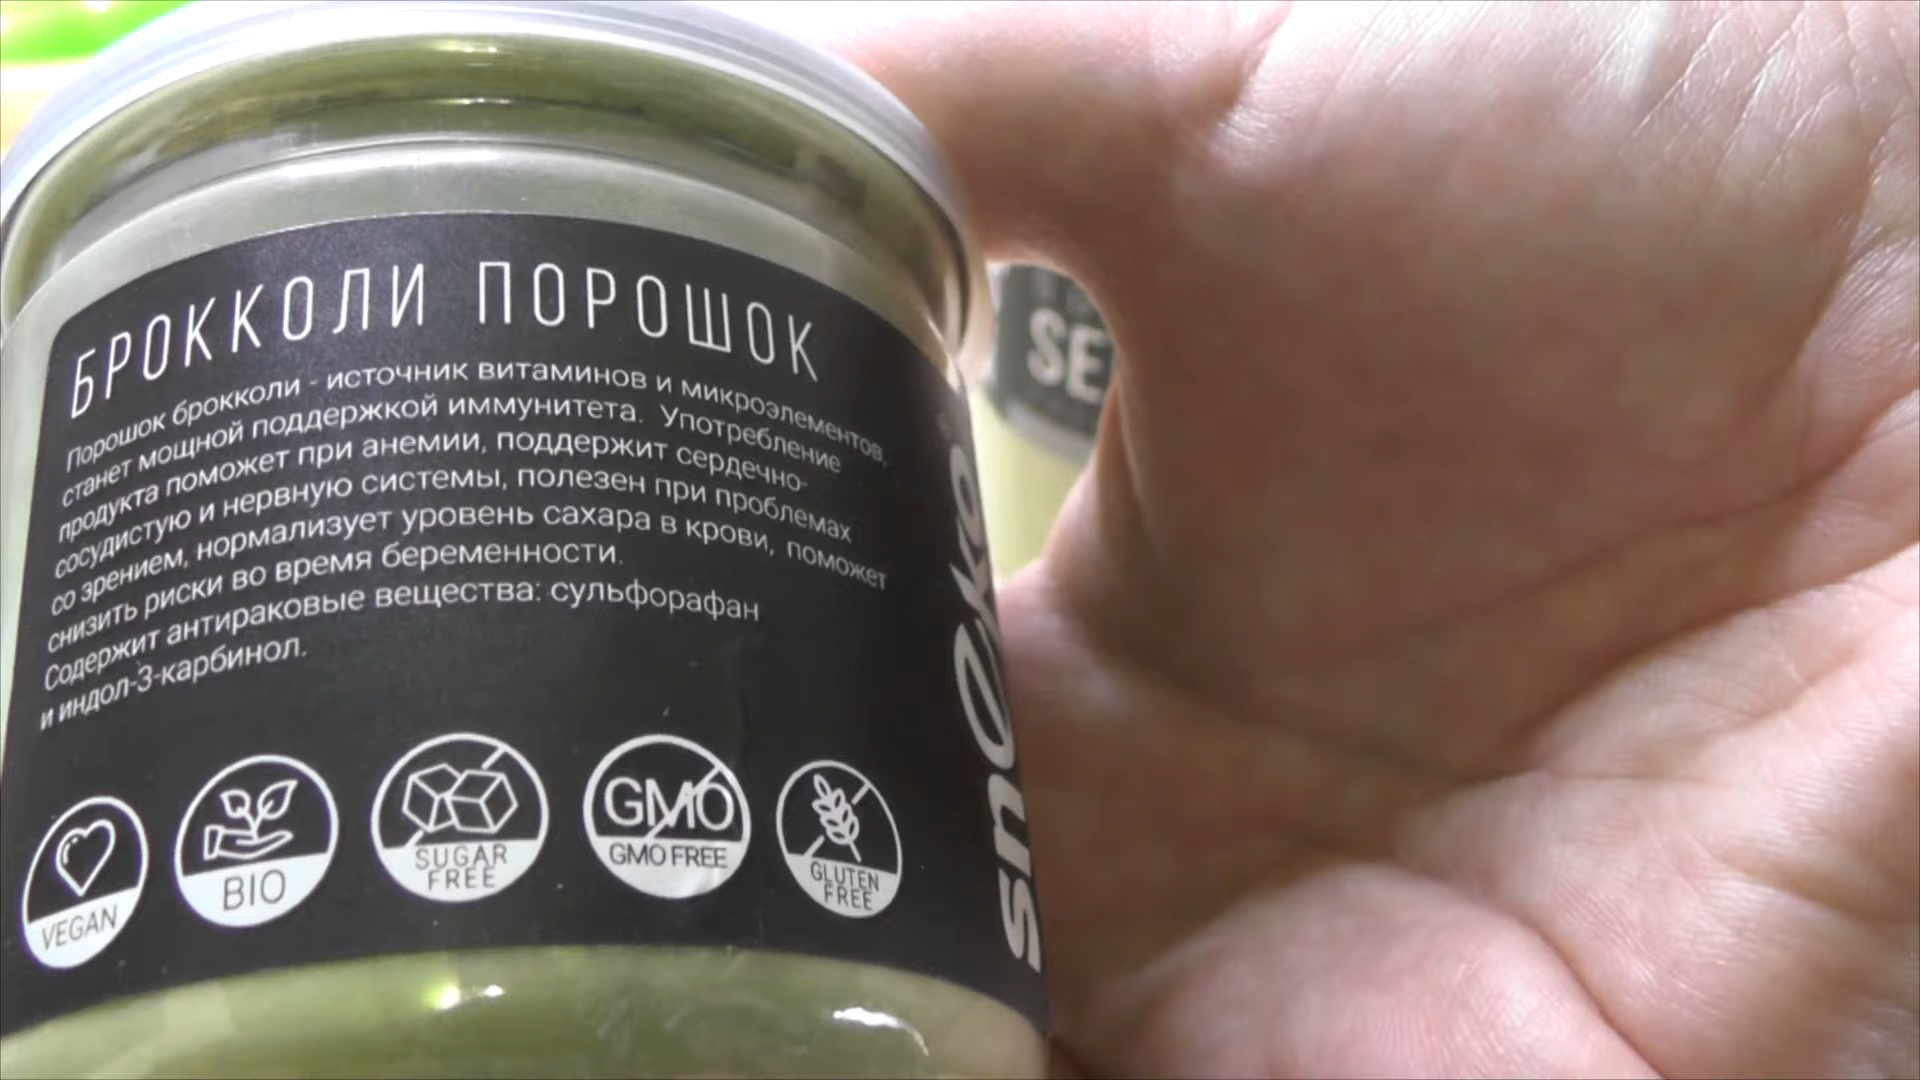 БРОККОЛИ ПОРОШОК
Порошок брокколи - источник витаминов и микроэлементов,
станет мощной поддержкой иммунитета. Употребление
продукта поможет при анемии, поддержит сердечно-
сосудистую и нервную системы, полезен при проблемах
со зрением, нормализует уровень сахара в крови, поможет
снизить риски во время беременности.
Содержит антираковые вещества: сульфорафан
и индол-3-карбинол.
VEGAN
BIO
SUGAR
FREE
GMO
GMO FREE
GLUTEN
FREE
snеko
SE